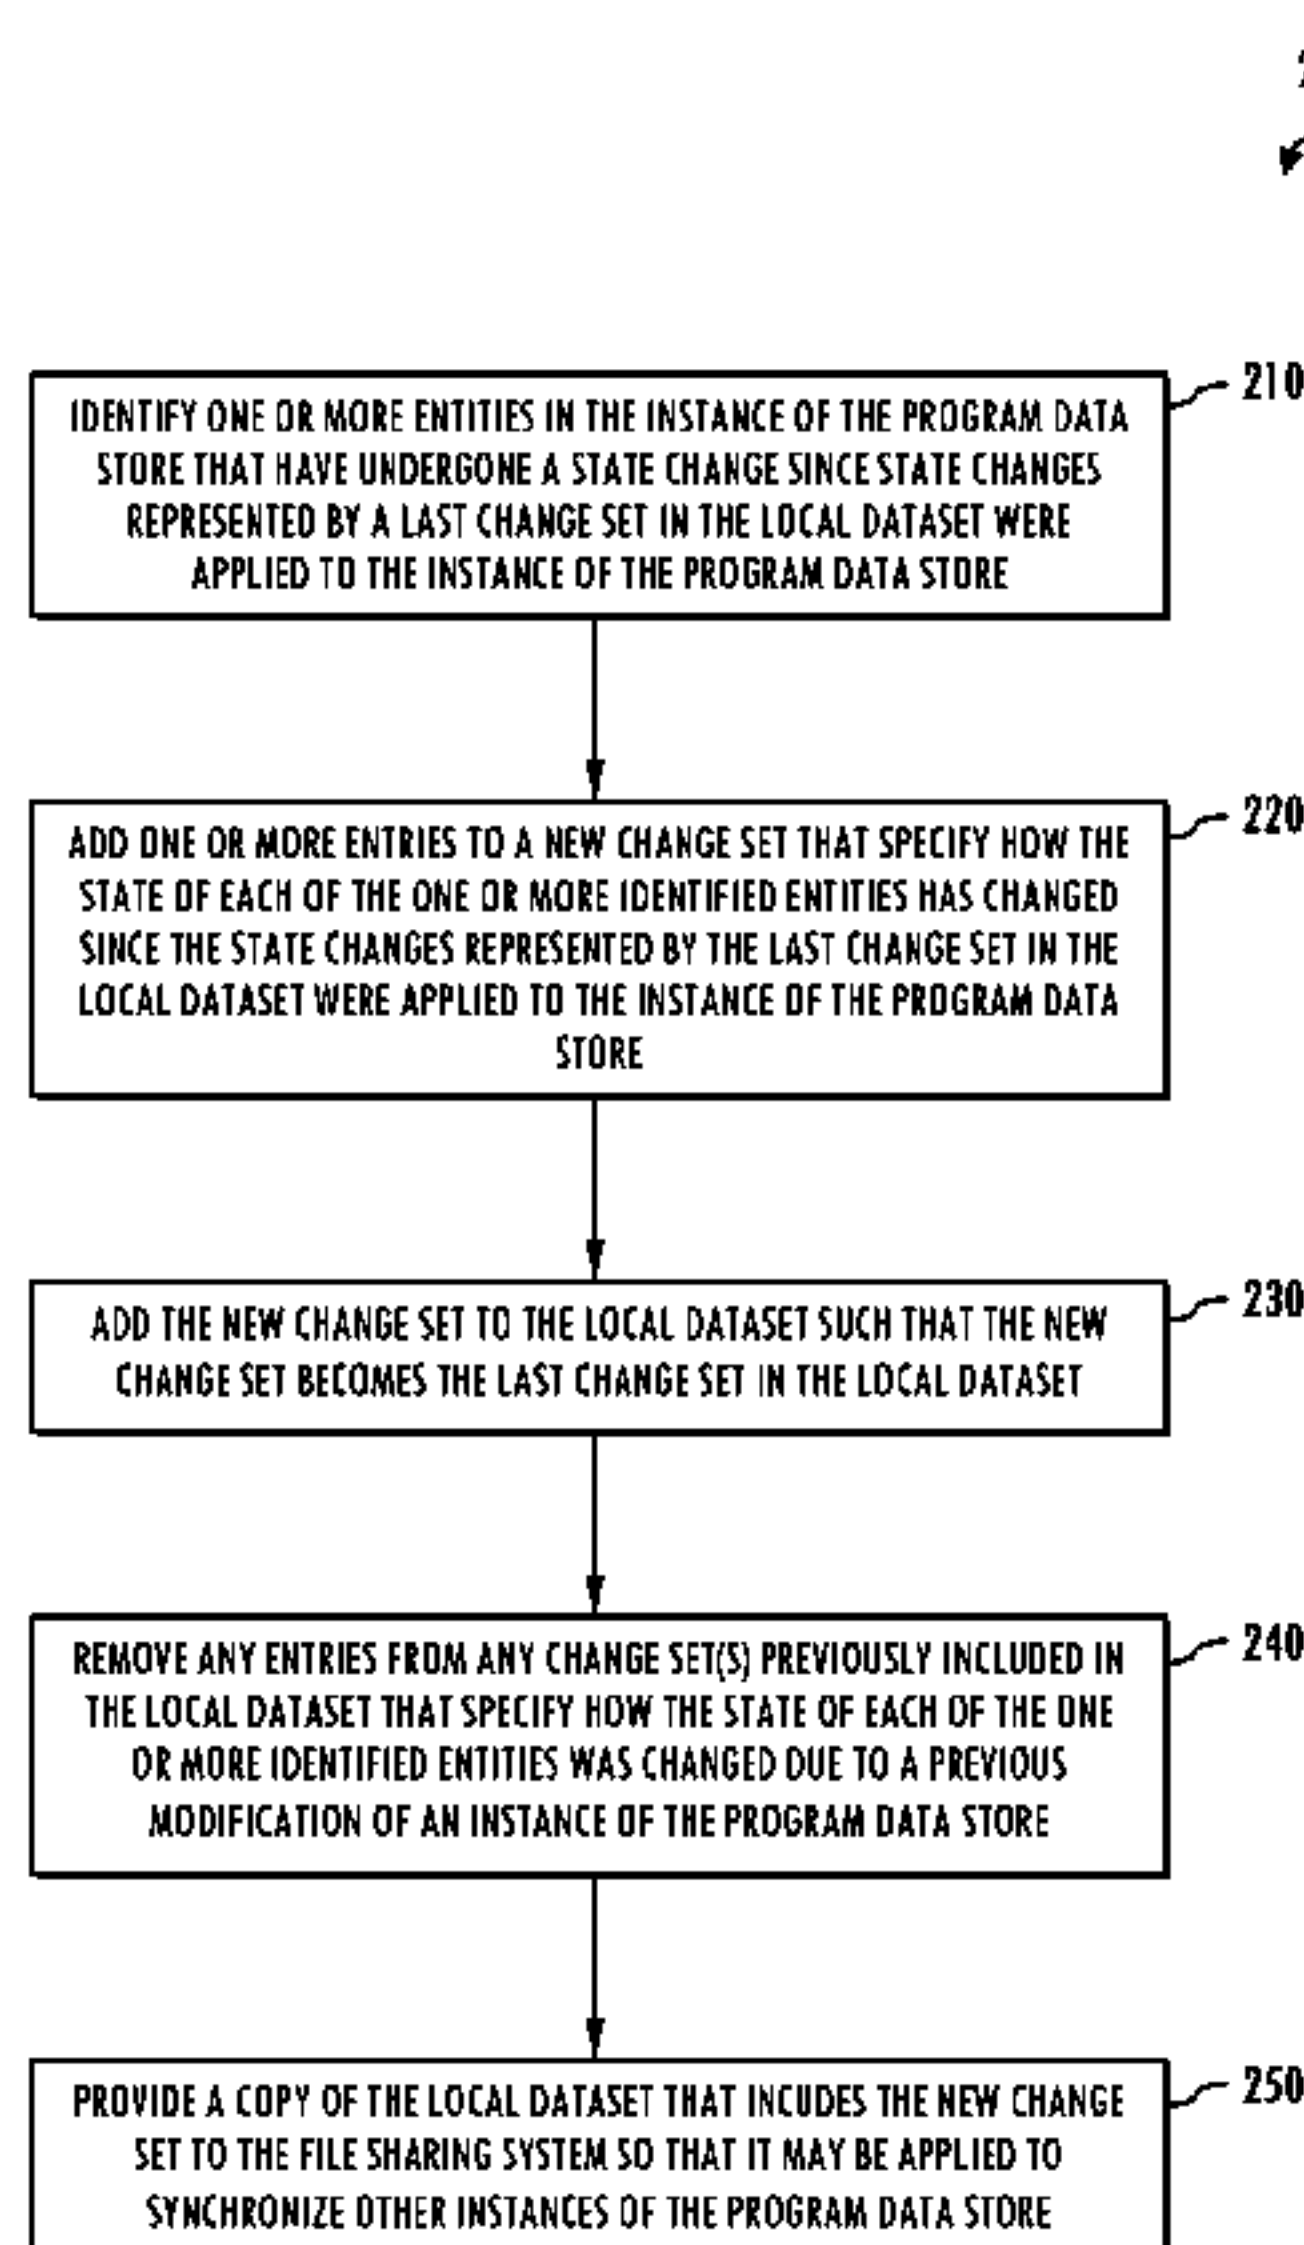 210
IDENTIFY ONE OR MORE ENTITIES IN THE INSTANCE OF THE PROGRAM DATA
STORE THAT HAVE UNDERGONE A STATE CHANGE SINCE STATE CHANGES
REPRESENTED BY A LAST CHANGE SET IN THE LOCAL DATASET WERE
APPLIED TO THE INSTANCE OF THE PROGRAM DATA STORE
220
ADD ONE OR MORE ENTRIES TO A NEW CHANGE SET THAT SPECIFY HOW THE
STATE OF EACH OF THE ONE OR MORE IDENTIFIED ENTITIES HAS CHANGED
SINCE THE STATE CHANGES REPRESENTED BY THE LAST CHANGE SET IN THE
LOCAL DATASET WERE APPLIED TO THE INSTANCE OF THE PROGRAM DATA
STORE
230
ADD THE NEW CHANGE SET TO THE LOCAL DATASET SUCH THAT THE NEW
CHANGE SET BECOMES THE LAST CHANGE SET IN THE LOCAL DATASET
240
REMOVE ANY ENTRIES FROM ANY CHANGE SET(S) PREVIOUSLY INCLUDED IN
THE LOCAL DATASET THAT SPECIFY HOW THE STATE OF EACH OF THE ONE
OR MORE IDENTIFIED ENTITIES WAS CHANGED DUE TO A PREVIOUS
MODIFICATION OF AN INSTANCE OF THE PROGRAM DATA STORE
250
PROVIDE A COPY OF THE LOCAL DATASET THAT INCUDES THE NEW CHANGE
SET TO THE FILE SHARING SYSTEM SO THAT IT MAY BE APPLIED TO
SYNCHRONIZE OTHER INSTANCES OF THE PROGRAM DATA STORE